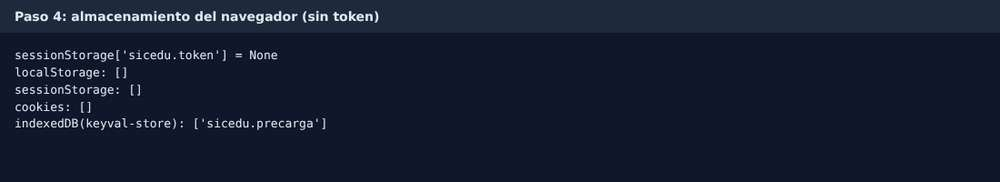 Paso 4: almacenamiento del navegador (sin token)
sessionStorage['sicedu.token'] = None
localStorage: []
sessionStorage: []
cookies: []
indexedDB(keyval-store): ['sicedu.precarga']